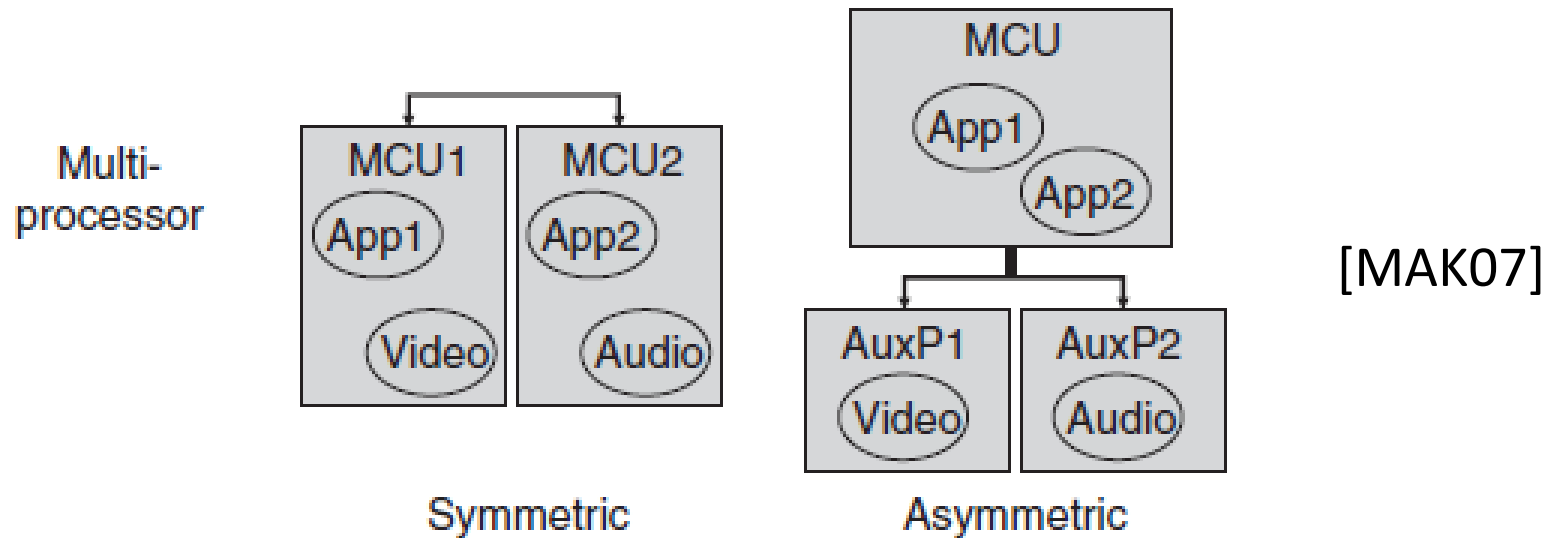 Multi-
processor
MCU1
App1
Video
MCU2
App2
Audio
Symmetric
MCU
App1
App2
AuxP1
Video
AuxP2
Audio
Asymmetric
[MAK07]